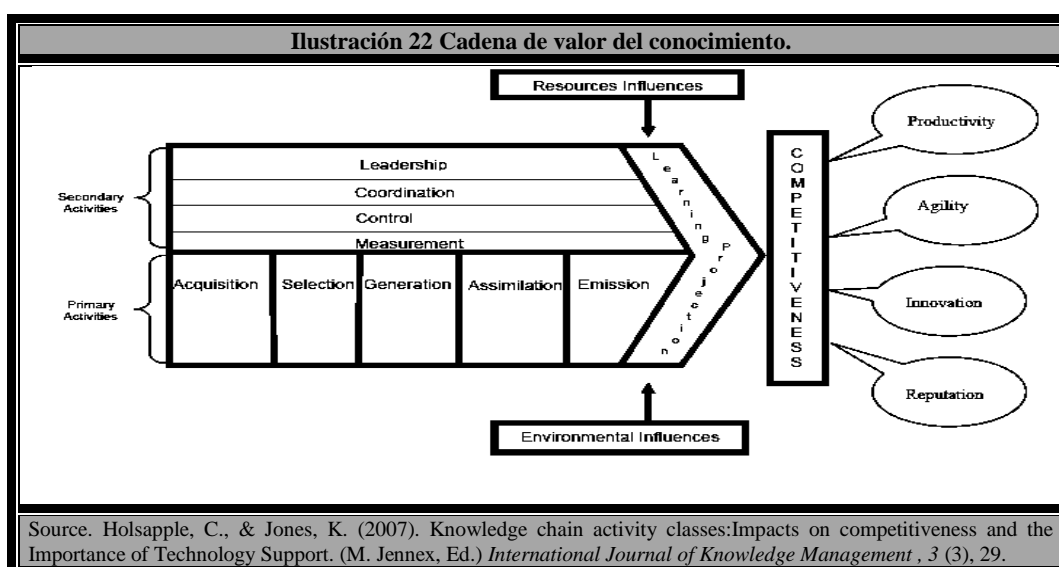 Ilustración 22 Cadena de valor del conocimiento.
Resources Influences
Secondary
Activities
Leadership
Coordination
Control
Measurement
Primary
Activities
Acquisition
Selection
Generation
Assimilation
Emission
Learning
Projectoin
Environmental Influences
COMPETITIVENESS
Productivity
Agility
Innovation
Reputation
Source. Holsapple, C., & Jones, K. (2007). Knowledge chain activity classes:Impacts on competitiveness and the
Importance of Technology Support. (M. Jennex, Ed.) International Journal of Knowledge Management , 3 (3), 29.